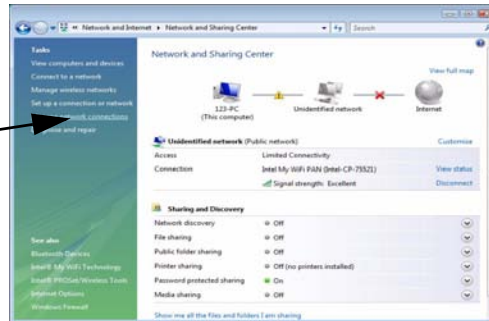 « Network and Internet ▸ Network and Sharing Center
Search
Tasks
View computers and devices
Connect to a network
Manage wireless networks
Set up a connection or network
network connections
and repair
See also
Bluetooth Devices
Intel® My WiFi Technology
Intel® PROSet/Wireless Tools
Internet Options
Windows Firewall
Network and Sharing Center
View full map
123-PC
(This computer)
Unidentified network
Internet
Unidentified network (Public network)
Customise
Access
Limited Connectivity
Connection
Intel My WiFi PAN (Intel-CP-75521)
View status
Signal strength: Excellent
Disconnect
Sharing and Discovery
Network discovery
Off
File sharing
Off
Public folder sharing
Off
Printer sharing
Off (no printers installed)
Password protected sharing
On
Media sharing
Off
Show me all the files and folders I am sharing